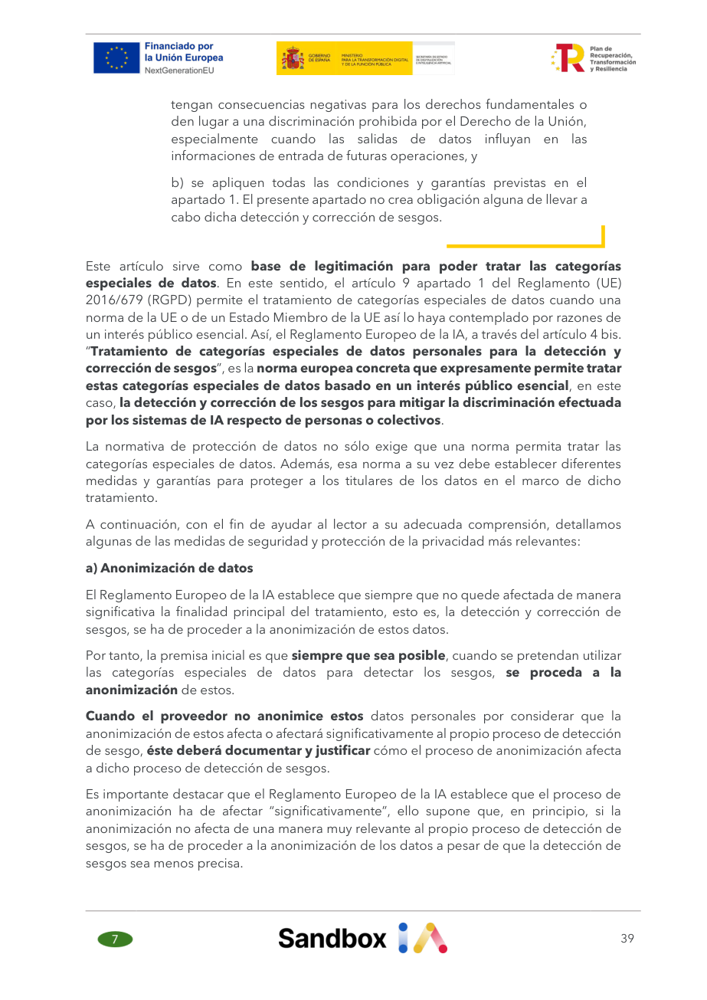 Financiado por
la Unión Europea
NextGenerationEU
GOBIERNO
DE ESPAÑA
MINISTERIO
PARA LA TRANSFORMACIÓN DIGITAL
Y DE LA FUNCIÓN PÚBLICA
SECRETARÍA DE ESTADO
DE DIGITALIZACIÓN
E INTELIGENCIA ARTIFICIAL
Plan de
Recuperación,
Transformación
y Resiliencia
tengan consecuencias negativas para los derechos fundamentales o
den lugar a una discriminación prohibida por el Derecho de la Unión,
especialmente cuando las salidas de datos influyan en las
informaciones de entrada de futuras operaciones, y
b) se apliquen todas las condiciones y garantías previstas en el
apartado 1. El presente apartado no crea obligación alguna de llevar a
cabo dicha detección y corrección de sesgos.
Este artículo sirve como base de legitimación para poder tratar las categorías
especiales de datos. En este sentido, el artículo 9 apartado 1 del Reglamento (UE)
2016/679 (RGPD) permite el tratamiento de categorías especiales de datos cuando una
norma de la UE o de un Estado Miembro de la UE así lo haya contemplado por razones de
un interés público esencial. Así, el Reglamento Europeo de la IA, a través del artículo 4 bis.
“Tratamiento de categorías especiales de datos personales para la detección y
corrección de sesgos”, es la norma europea concreta que expresamente permite tratar
estas categorías especiales de datos basado en un interés público esencial, en este
caso, la detección y corrección de los sesgos para mitigar la discriminación efectuada
por los sistemas de IA respecto de personas o colectivos.
La normativa de protección de datos no sólo exige que una norma permita tratar las
categorías especiales de datos. Además, esa norma a su vez debe establecer diferentes
medidas y garantías para proteger a los titulares de los datos en el marco de dicho
tratamiento.
A continuación, con el fin de ayudar al lector a su adecuada comprensión, detallamos
algunas de las medidas de seguridad y protección de la privacidad más relevantes:
a) Anonimización de datos
El Reglamento Europeo de la IA establece que siempre que no quede afectada de manera
significativa la finalidad principal del tratamiento, esto es, la detección y corrección de
sesgos, se ha de proceder a la anonimización de estos datos.
Por tanto, la premisa inicial es que siempre que sea posible, cuando se pretendan utilizar
las categorías especiales de datos para detectar los sesgos, se proceda a la
anonimización de estos.
Cuando el proveedor no anonimice estos datos personales por considerar que la
anonimización de estos afecta o afectará significativamente al propio proceso de detección
de sesgo, éste deberá documentar y justificar cómo el proceso de anonimización afecta
a dicho proceso de detección de sesgos.
Es importante destacar que el Reglamento Europeo de la IA establece que el proceso de
anonimización ha de afectar “significativamente”, ello supone que, en principio, si la
anonimización no afecta de una manera muy relevante al propio proceso de detección de
sesgos, se ha de proceder a la anonimización de los datos a pesar de que la detección de
sesgos sea menos precisa.
7
Sandbox IA
39